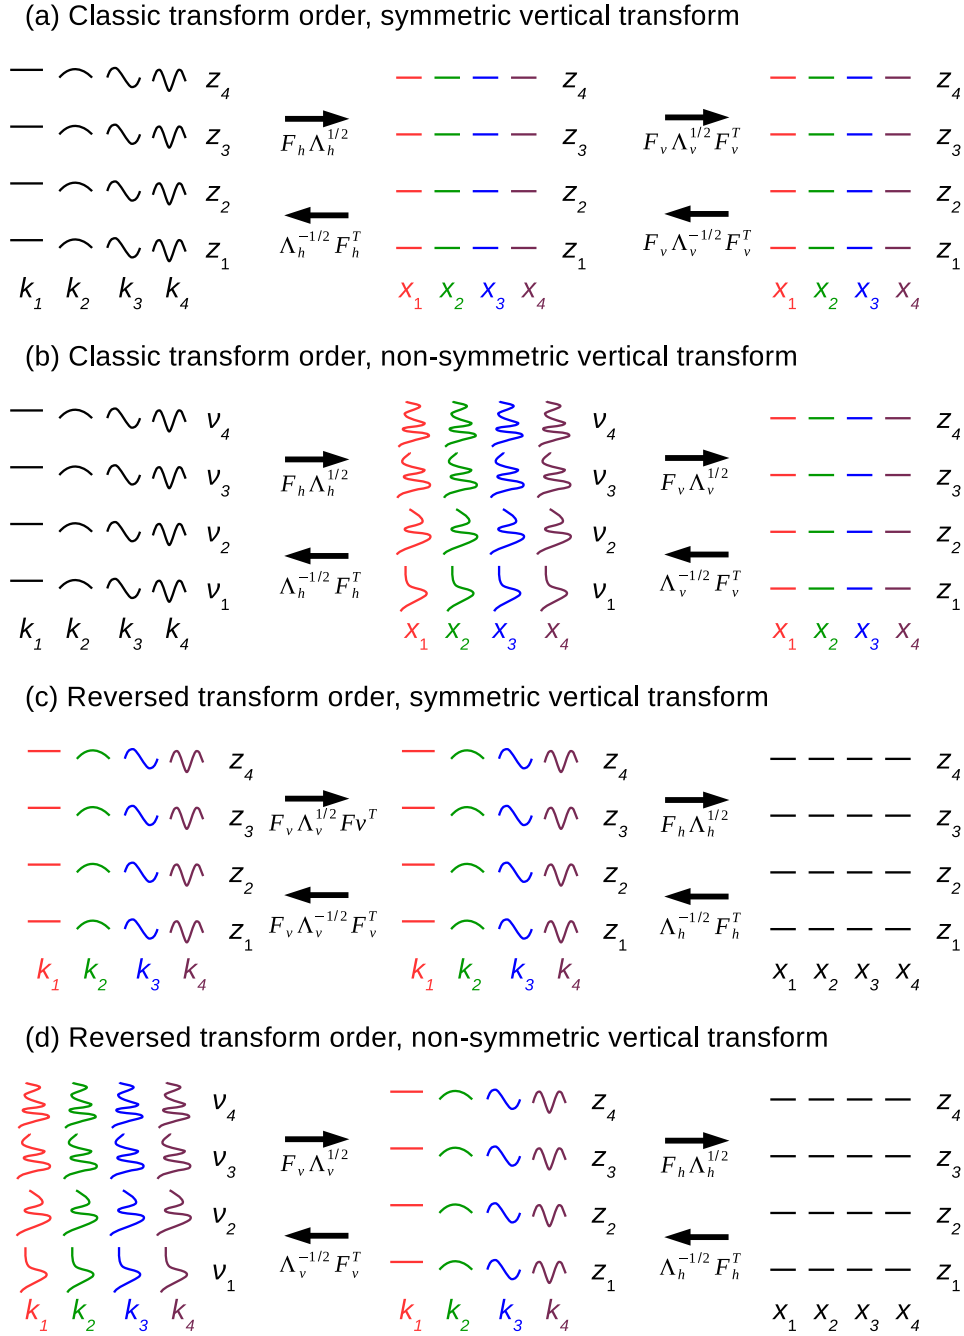 (a) Classic transform order, symmetric vertical transform
z4 z4 z4
F_h Λ_h^{1/2} F_v Λ_v^{1/2} F_v^T
z3 z3 z3
z2 z2 z2
Λ_h^{-1/2} F_h^T F_v Λ_v^{-1/2} F_v^T
z1 z1 z1
k1 k2 k3 k4 x1 x2 x3 x4 x1 x2 x3 x4
(b) Classic transform order, non-symmetric vertical transform
ν4 ν4 z4
F_h Λ_h^{1/2} F_v Λ_v^{1/2}
ν3 ν3 z3
ν2 ν2 z2
Λ_h^{-1/2} F_h^T Λ_v^{-1/2} F_v^T
ν1 ν1 z1
k1 k2 k3 k4 x1 x2 x3 x4 x1 x2 x3 x4
(c) Reversed transform order, symmetric vertical transform
z4 z4 z4
F_v Λ_v^{1/2} Fv^T F_h Λ_h^{1/2}
z3 z3 z3
z2 z2 z2
F_v Λ_v^{-1/2} F_v^T Λ_h^{-1/2} F_h^T
z1 z1 z1
k1 k2 k3 k4 k1 k2 k3 k4 x1 x2 x3 x4
(d) Reversed transform order, non-symmetric vertical transform
ν4 z4 z4
F_v Λ_v^{1/2} F_h Λ_h^{1/2}
ν3 z3 z3
ν2 z2 z2
Λ_v^{-1/2} F_v^T Λ_h^{-1/2} F_h^T
ν1 z1 z1
k1 k2 k3 k4 k1 k2 k3 k4 x1 x2 x3 x4